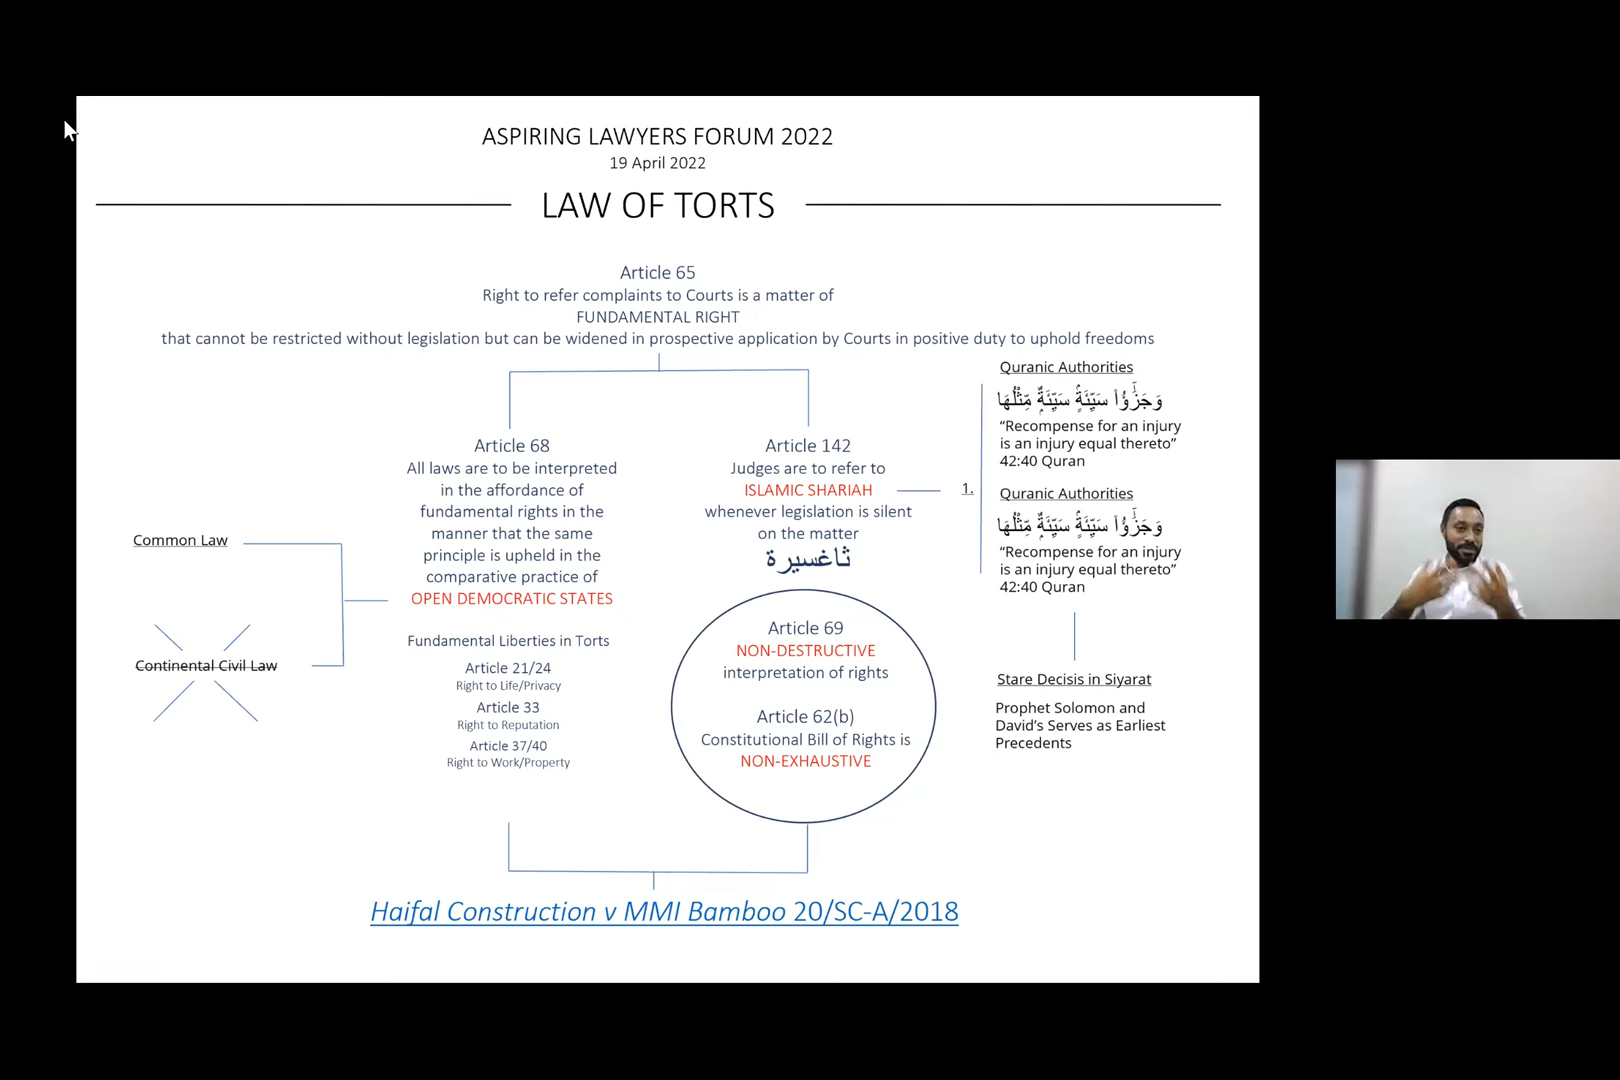 ASPIRING LAWYERS FORUM 2022
19 April 2022
LAW OF TORTS
Article 65
Right to refer complaints to Courts is a matter of
FUNDAMENTAL RIGHT
that cannot be restricted without legislation but can be widened in prospective application by Courts in positive duty to uphold freedoms
Article 68
All laws are to be interpreted
in the affordance of
fundamental rights in the
manner that the same
principle is upheld in the
comparative practice of
OPEN DEMOCRATIC STATES
Common Law
Continental Civil Law
Fundamental Liberties in Torts
Article 21/24
Right to Life/Privacy
Article 33
Right to Reputation
Article 37/40
Right to Work/Property
Article 142
Judges are to refer to
ISLAMIC SHARIAH
whenever legislation is silent
on the matter
ثاغسيرة
Article 69
NON-DESTRUCTIVE
interpretation of rights
Article 62(b)
Constitutional Bill of Rights is
NON-EXHAUSTIVE
1.
Quranic Authorities
وَجَزَٰٓؤُا۟ سَيِّئَةٍۢ سَيِّئَةٌۭ مِّثْلُهَا
“Recompense for an injury
is an injury equal thereto”
42:40 Quran
Quranic Authorities
وَجَزَٰٓؤُا۟ سَيِّئَةٍۢ سَيِّئَةٌۭ مِّثْلُهَا
“Recompense for an injury
is an injury equal thereto”
42:40 Quran
Stare Decisis in Siyarat
Prophet Solomon and
David’s Serves as Earliest
Precedents
Haifal Construction v MMI Bamboo 20/SC-A/2018